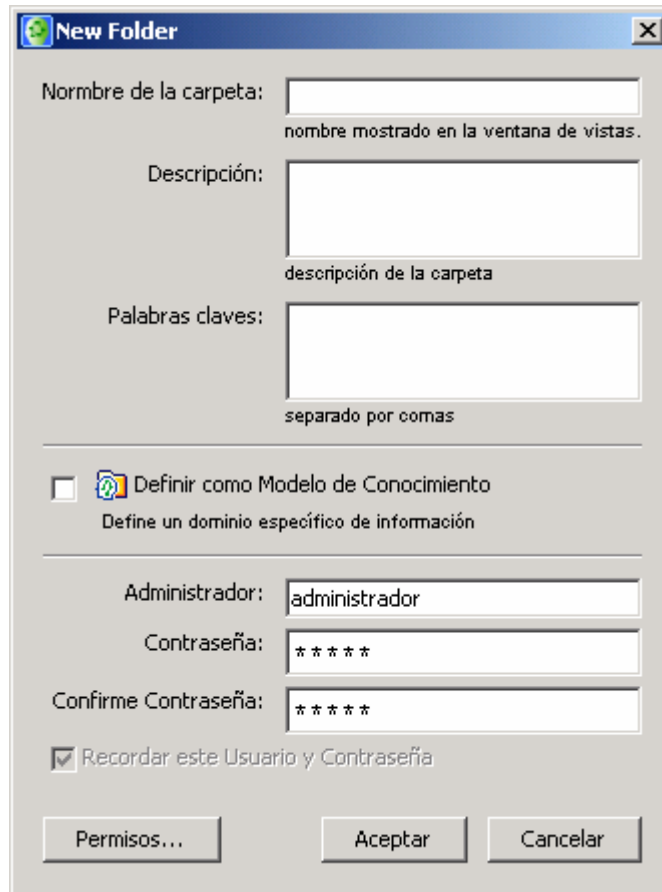 New Folder
Normbre de la carpeta:
nombre mostrado en la ventana de vistas.
Descripción:
descripción de la carpeta
Palabras claves:
separado por comas
Definir como Modelo de Conocimiento
Define un dominio específico de información
Administrador: administrador
Contraseña: *****
Confirme Contraseña: *****
Recordar este Usuario y Contraseña
Permisos... Aceptar Cancelar